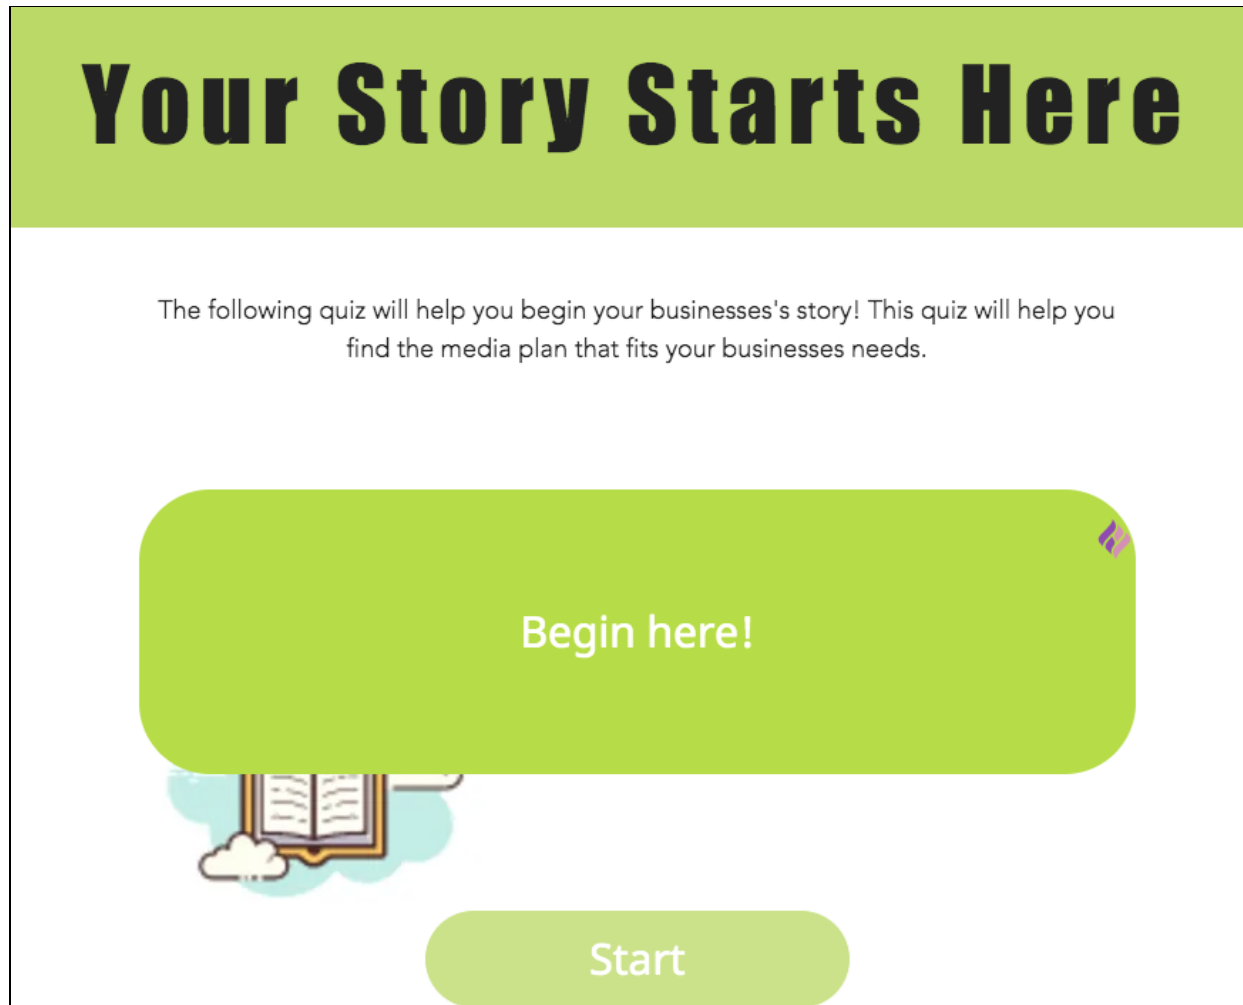 Your Story Starts Here
The following quiz will help you begin your businesses's story! This quiz will help you
find the media plan that fits your businesses needs.
Begin here!
Start